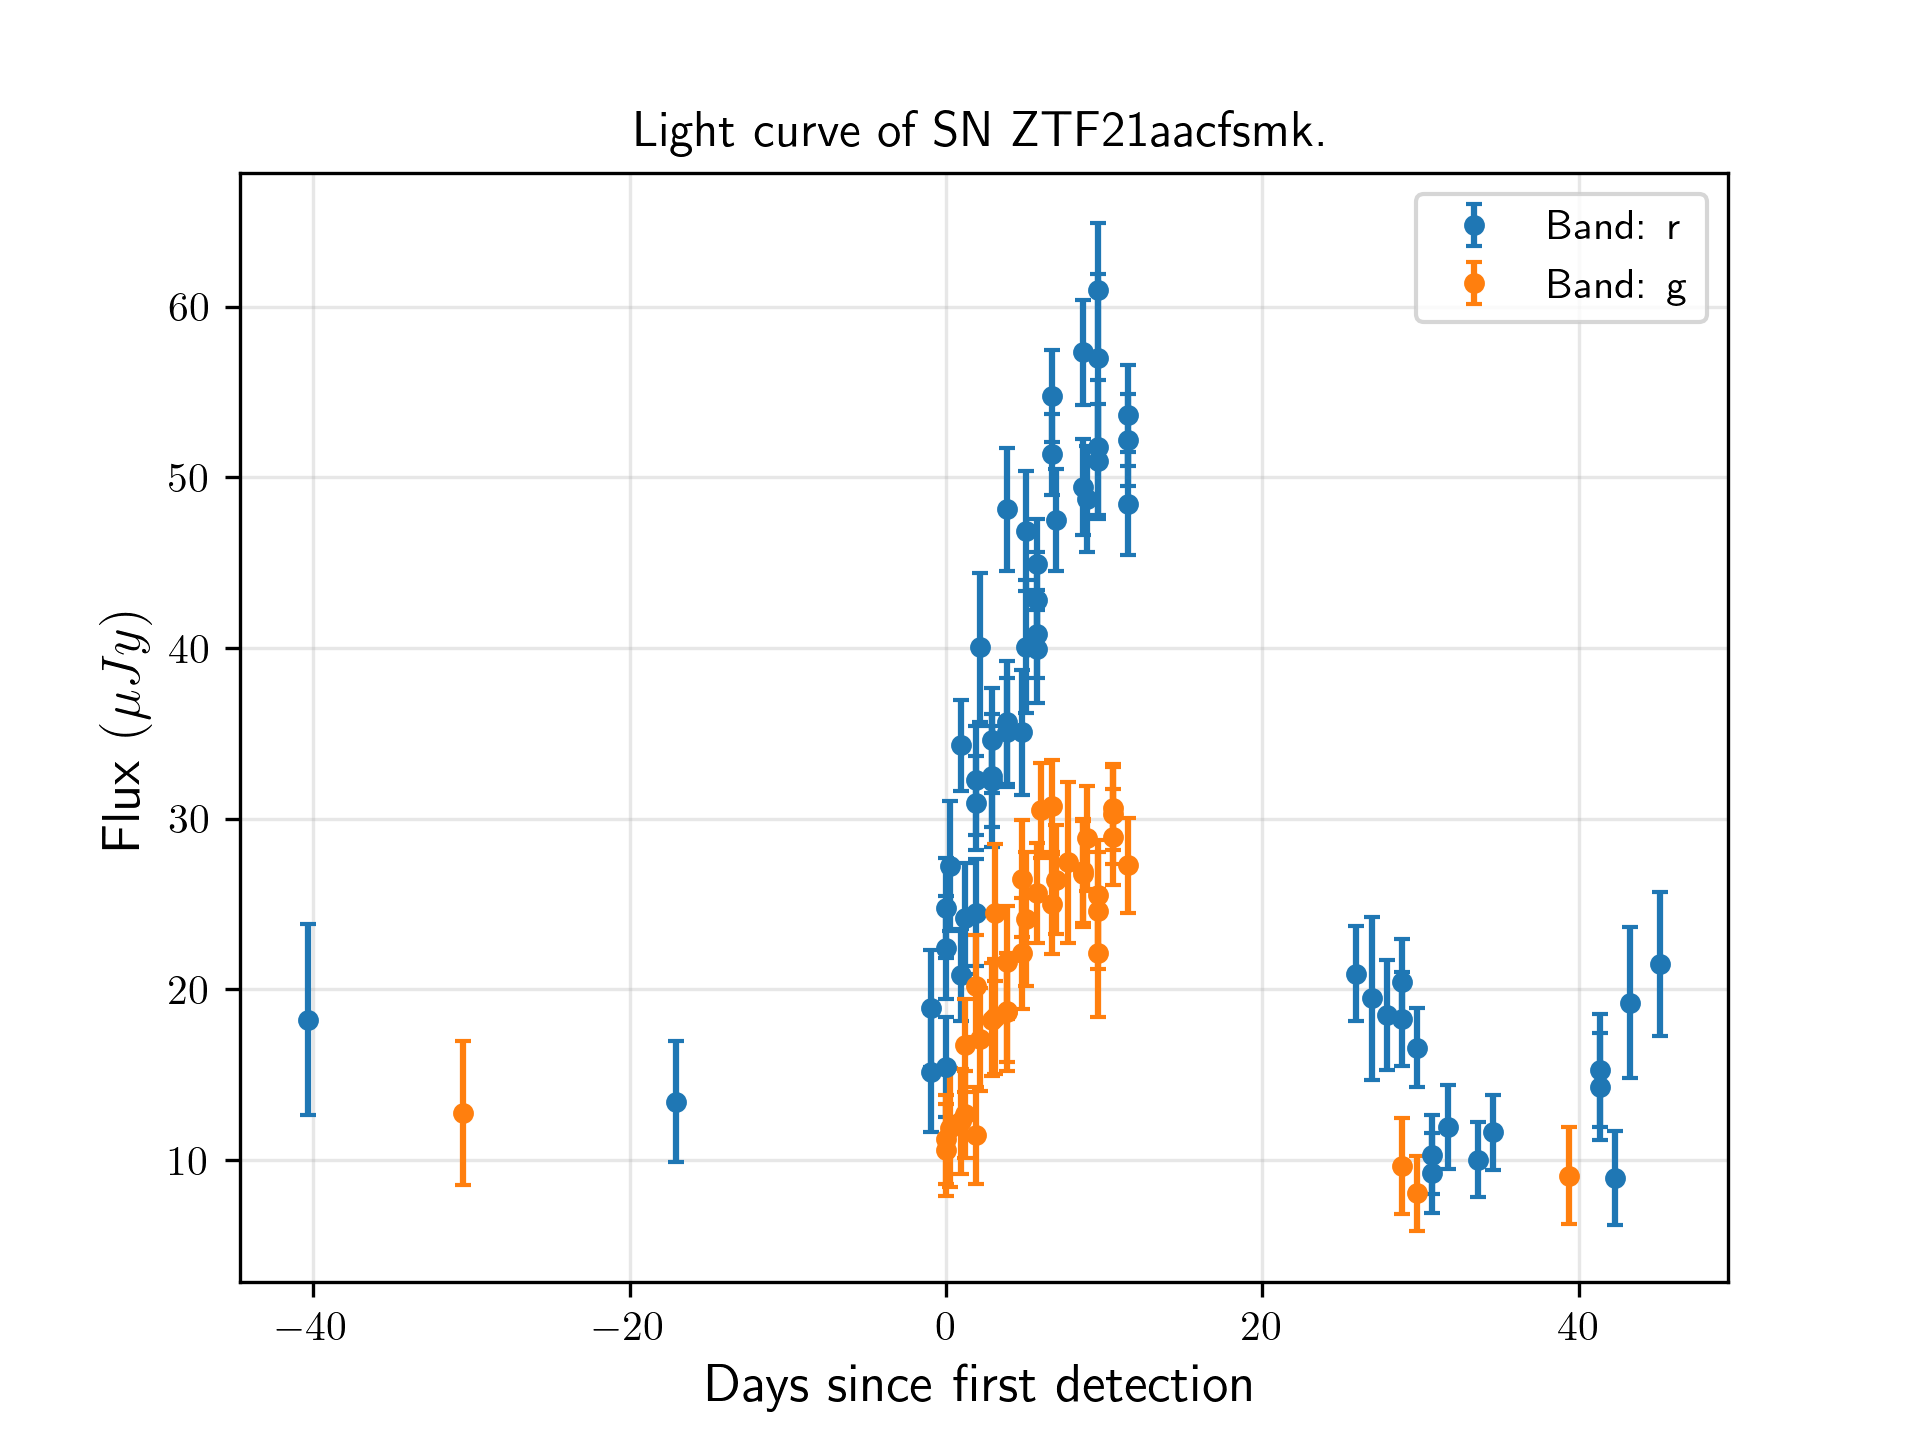 Light curve of SN ZTF21aacfsmk.
Band: r
Band: g
Flux (μJy)
60
50
40
30
20
10
−40 −20 0 20 40
Days since first detection